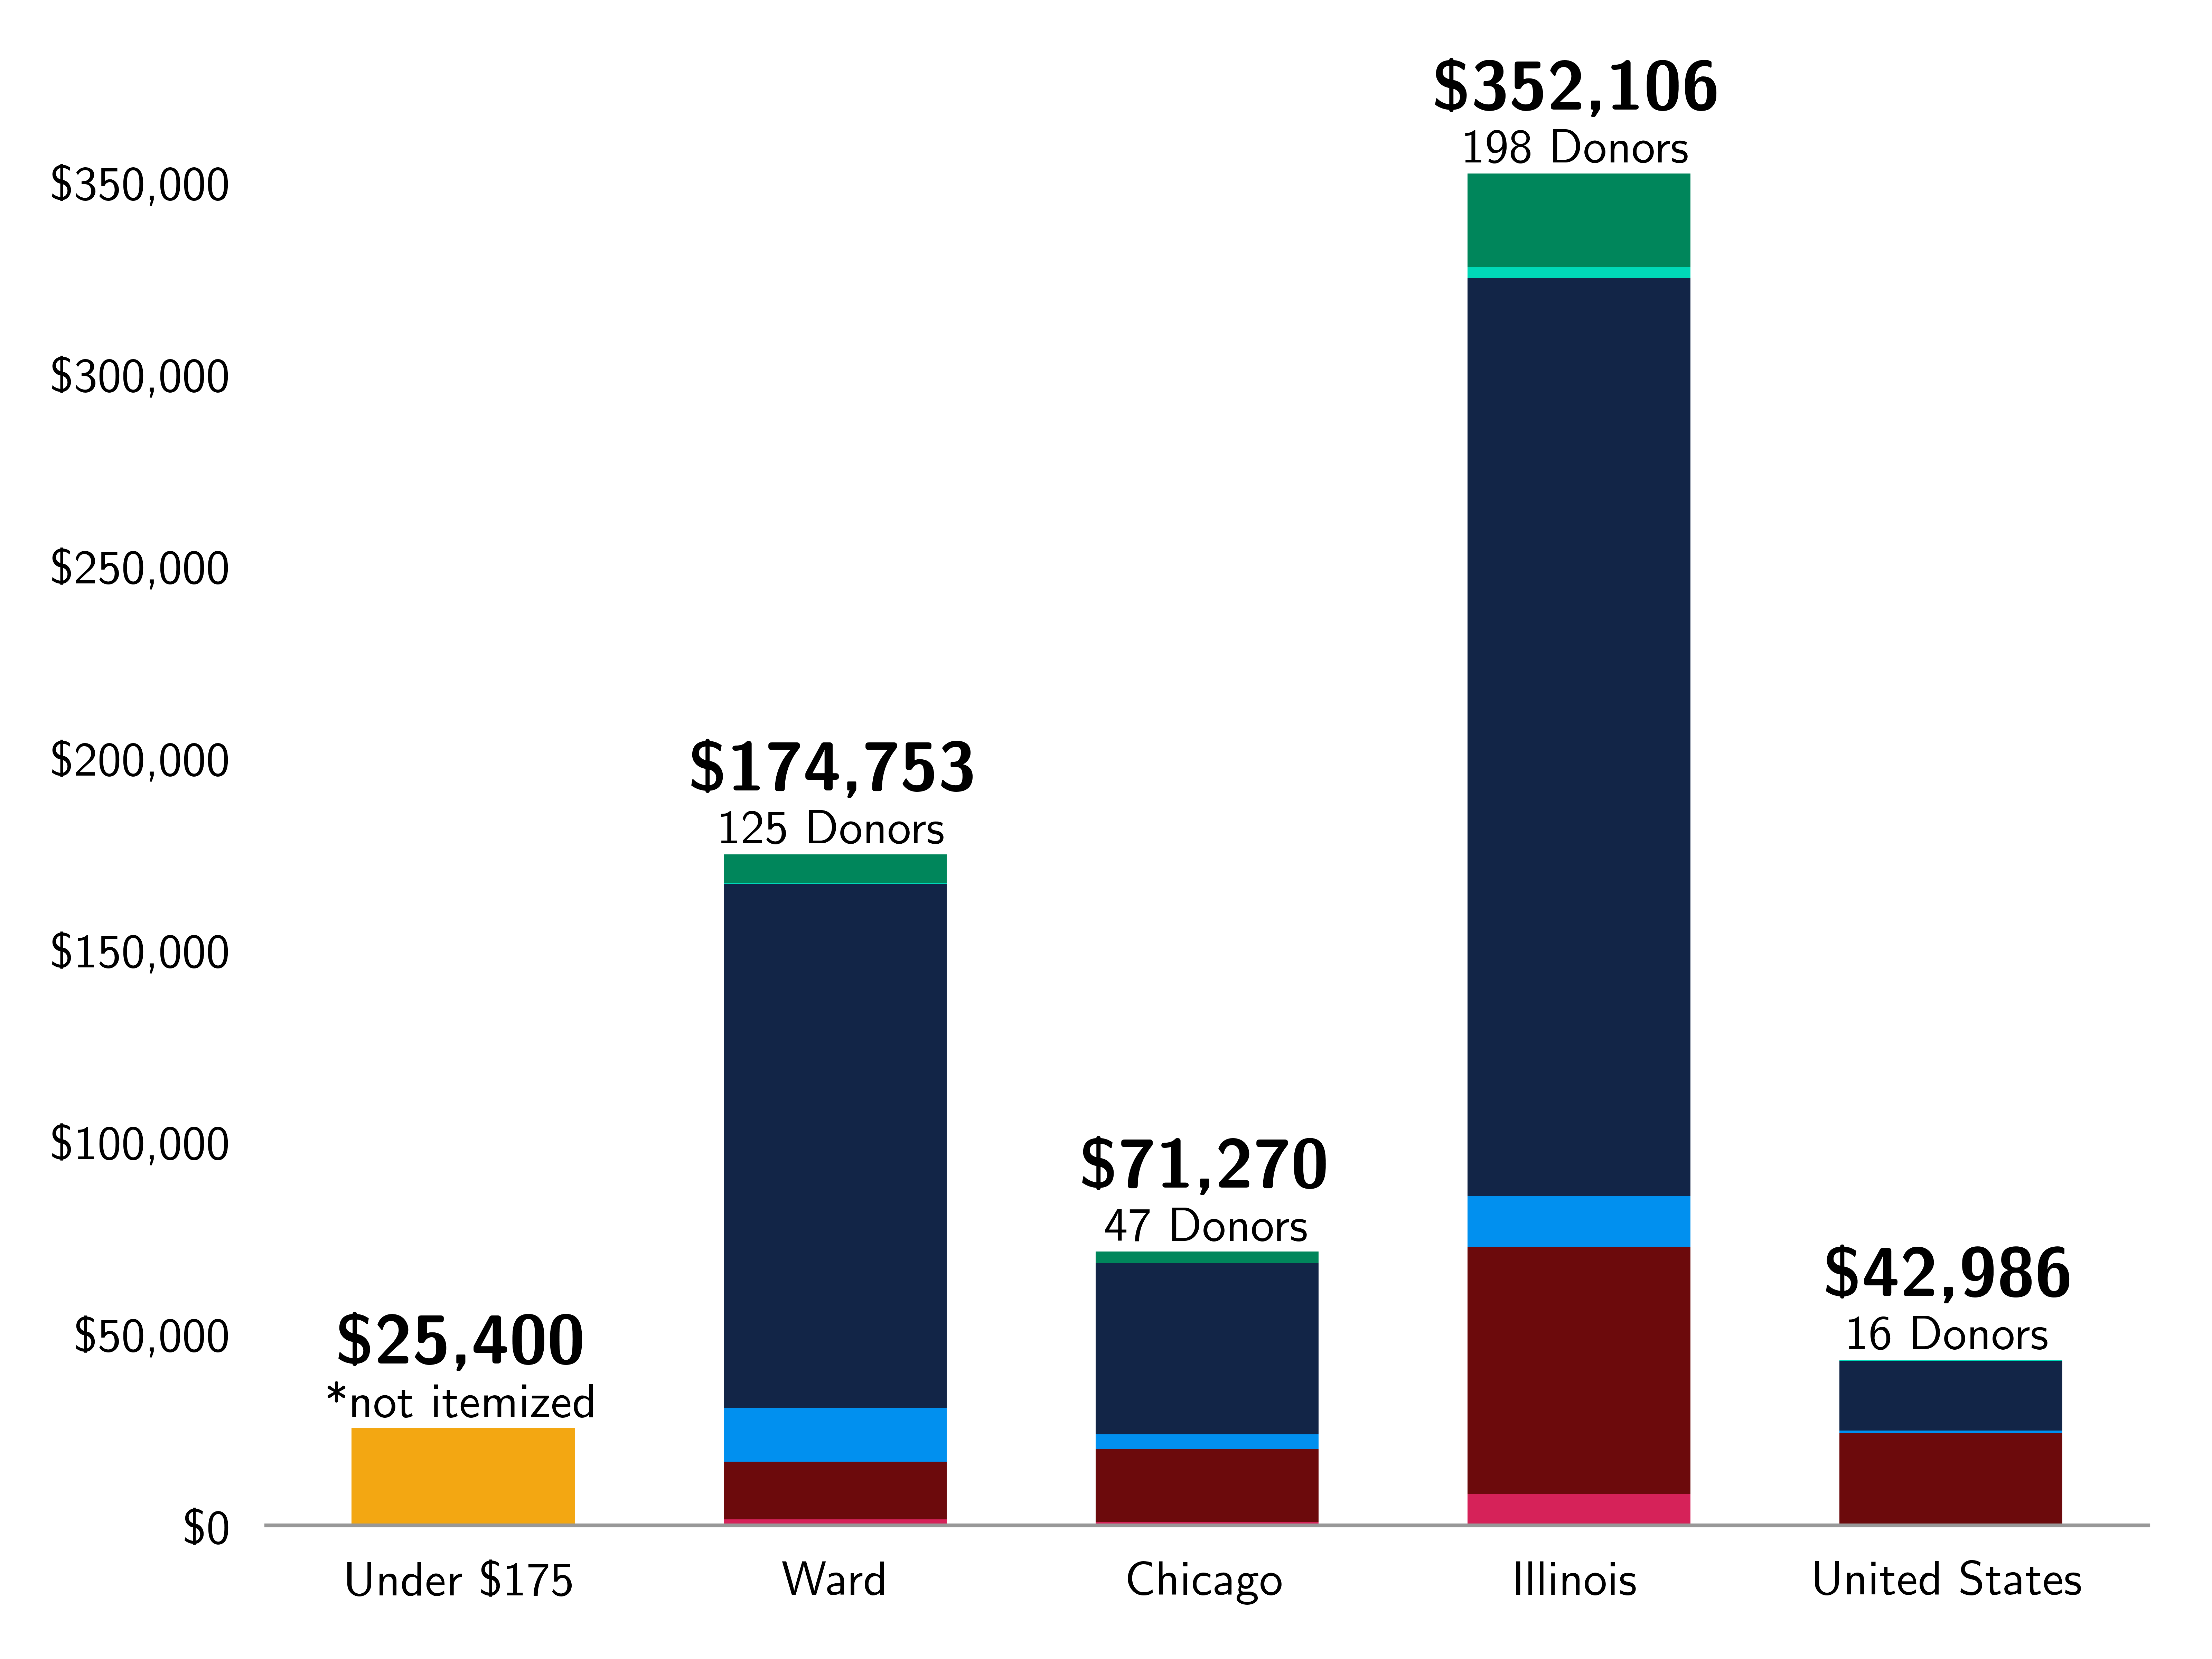 $352,106
198 Donors
$350,000
$300,000
$250,000
$200,000
$174,753
125 Donors
$150,000
$100,000
$71,270
47 Donors
$42,986
16 Donors
$50,000
$25,400
*not itemized
$0
Under $175
Ward
Chicago
Illinois
United States